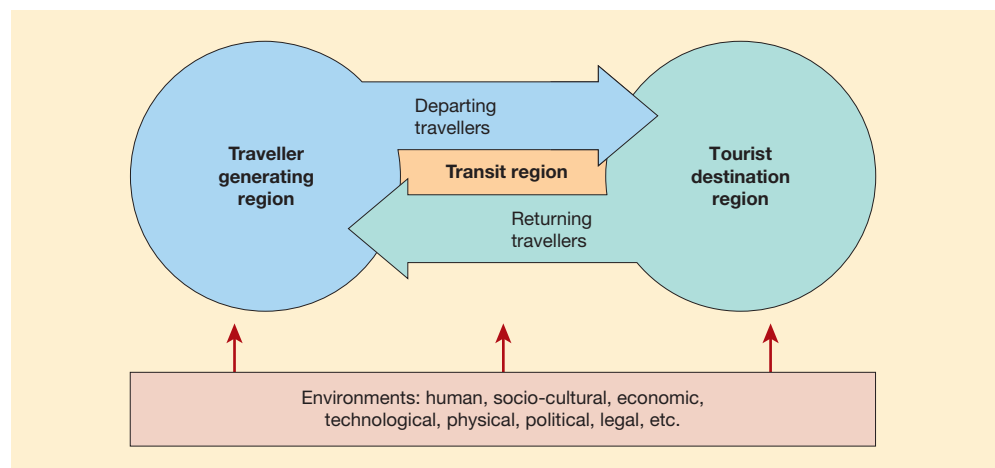 Departing
travellers
Traveller
generating
region
Transit region
Tourist
destination
region
Returning
travellers
Environments: human, socio-cultural, economic,
technological, physical, political, legal, etc.